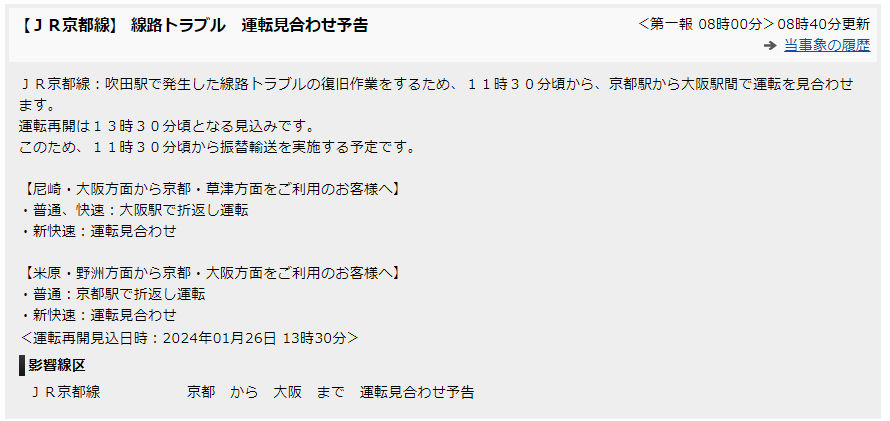 【ＪＲ京都線】 線路トラブル　運転見合わせ予告
＜第一報 08時00分＞08時40分更新
➔ 当事象の履歴
ＪＲ京都線：吹田駅で発生した線路トラブルの復旧作業をするため、１１時３０分頃から、京都駅から大阪駅間で運転を見合わせ
ます。
運転再開は１３時３０分頃となる見込みです。
このため、１１時３０分頃から振替輸送を実施する予定です。
【尼崎・大阪方面から京都・草津方面をご利用のお客様へ】
・普通、快速：大阪駅で折返し運転
・新快速：運転見合わせ
【米原・野洲方面から京都・大阪方面をご利用のお客様へ】
・普通：京都駅で折返し運転
・新快速：運転見合わせ
＜運転再開見込日時：2024年01月26日 13時30分＞
影響線区
ＪＲ京都線　京都　から　大阪　まで　運転見合わせ予告